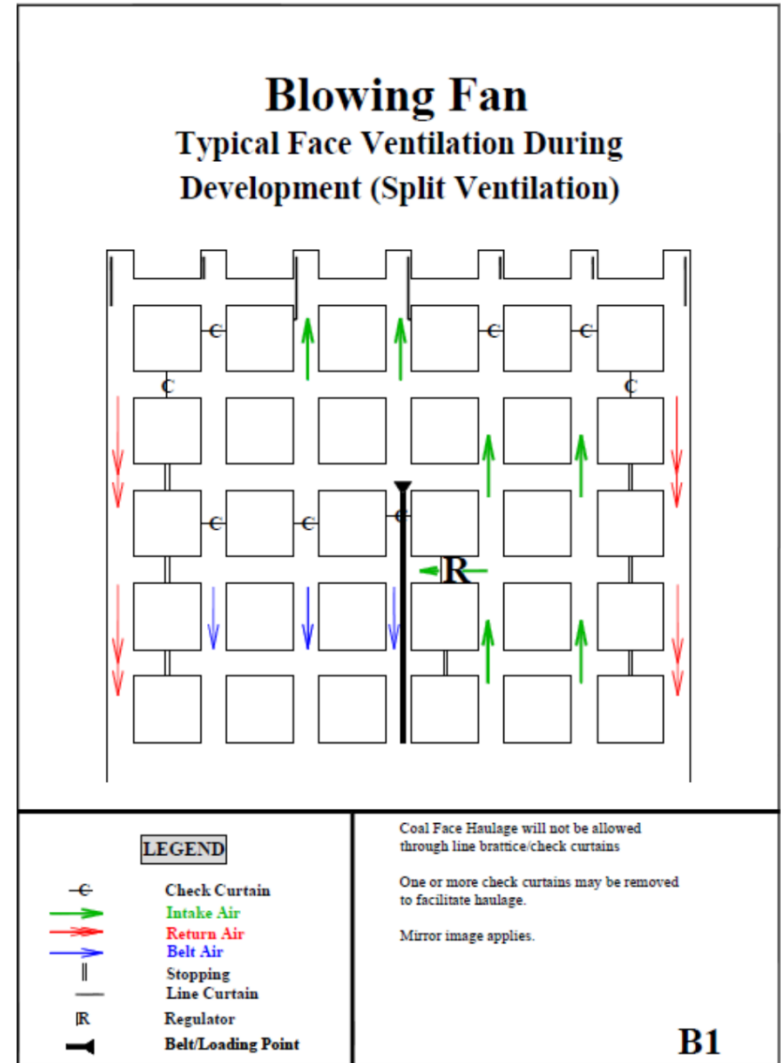 Blowing Fan
Typical Face Ventilation During
Development (Split Ventilation)
C
C
C
C
C
C
C
C
R
LEGEND
C
Check Curtain
Intake Air
Return Air
Belt Air
Stopping
Line Curtain
R
Regulator
Belt/Loading Point
Coal Face Haulage will not be allowed
through line brattice/check curtains
One or more check curtains may be removed
to facilitate haulage.
Mirror image applies.
B1